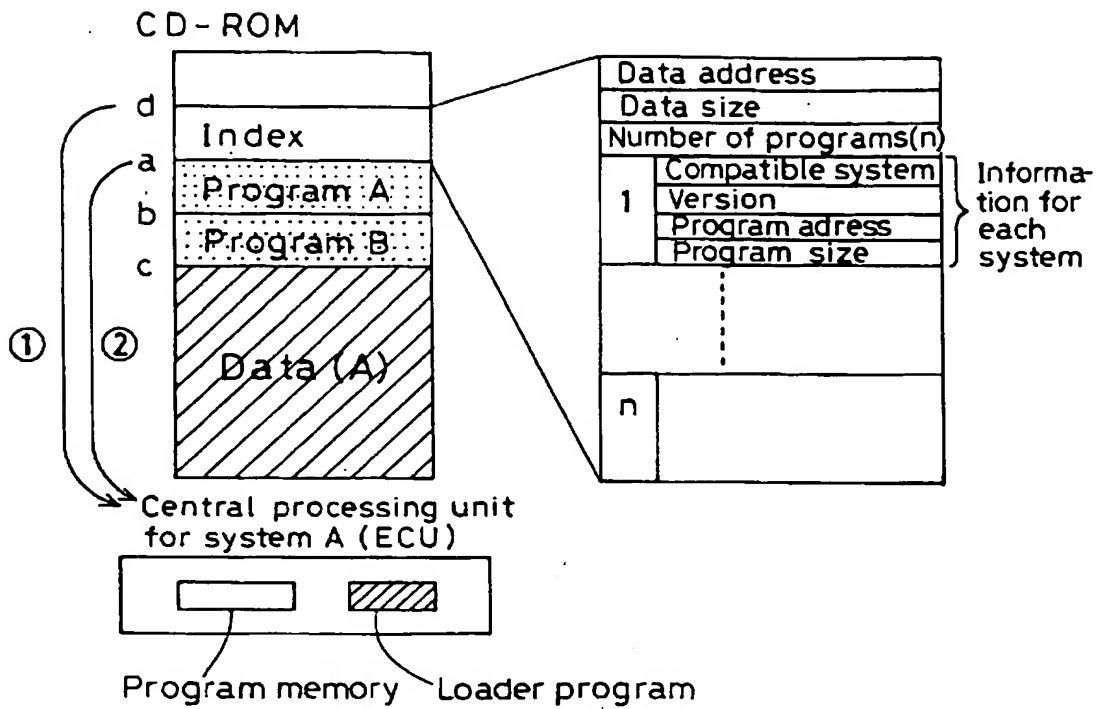 CD-ROM
d
Index
a
Program A
b
Program B
c
Data (A)
①
②
Data address
Data size
Number of programs(n)
1
Compatible system
Version
Program adress
Program size
Informa-
tion for
each
system
n
Central processing unit
for system A (ECU)
Program memory
Loader program